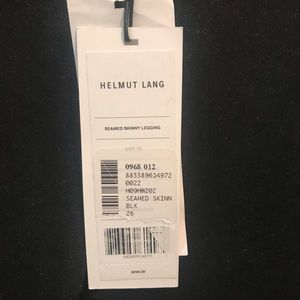 HELMUT LANG
SEAMED SKINNY LEGGING
0968 012
883389614972
0022
H09HW202
SEAMED SKINN
BLK
26